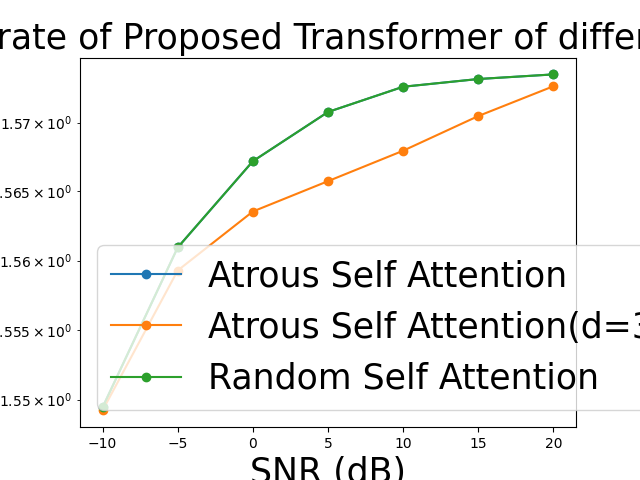 rate of Proposed Transformer of differ
1.57 × 10⁰
.565 × 10⁰
1.56 × 10⁰
.555 × 10⁰
1.55 × 10⁰
Atrous Self Attention
Atrous Self Attention(d=3
Random Self Attention
−10 −5 0 5 10 15 20
SNR (dB)